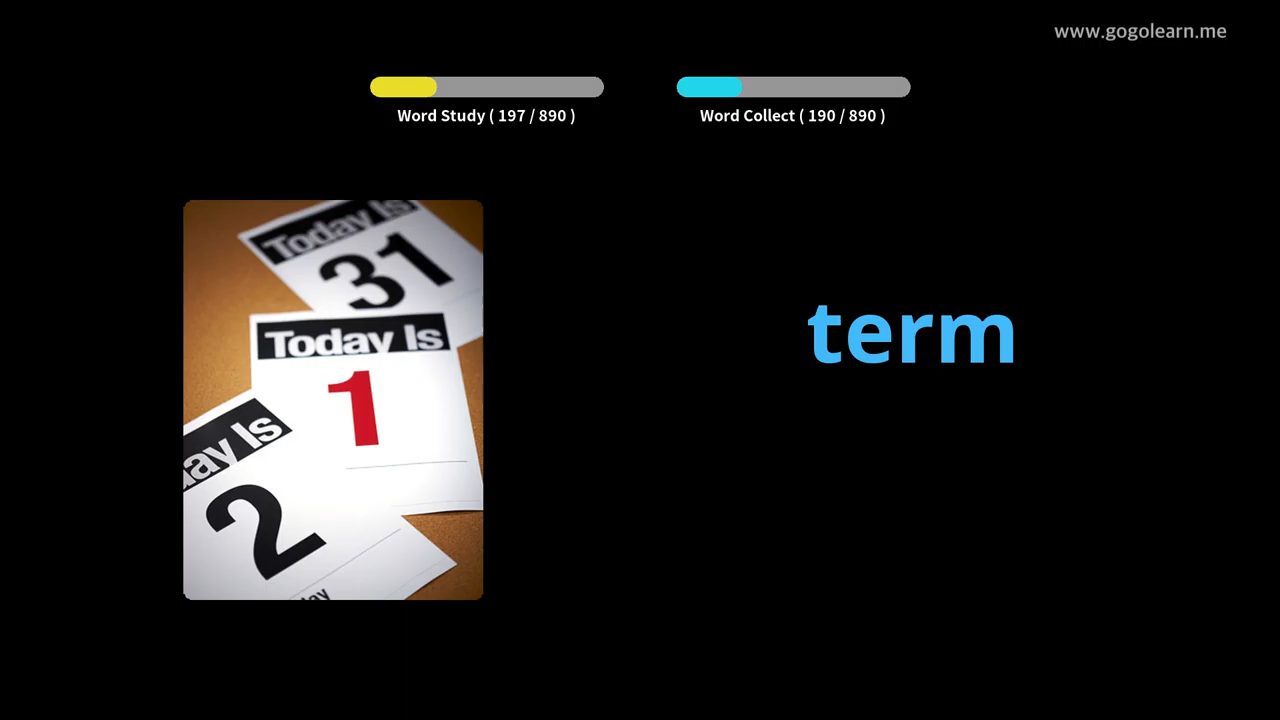 www.gogolearn.me
Word Study ( 197 / 890 )
Word Collect ( 190 / 890 )
Today Is
31
Today Is
1
ay Is
2
term